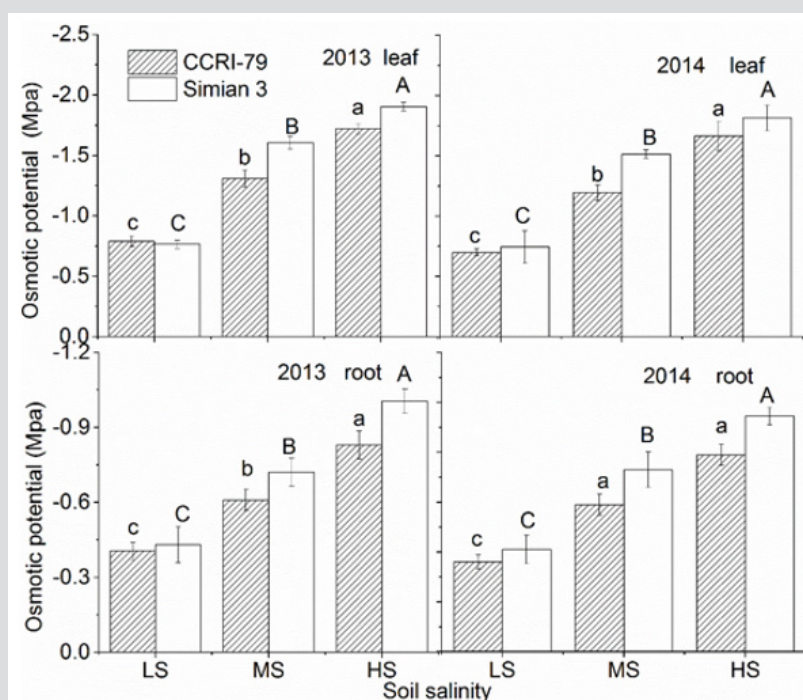 Osmotic potential (Mpa)
-2.5
-2.0
-1.5
-1.0
-0.5
0.0
CCRI-79
Simian 3
2013 leaf
c C
b B
a A
2014 leaf
c C
b B
a A
Osmotic potential (Mpa)
-1.2
-0.9
-0.6
-0.3
-0.0
2013 root
c C
b B
a A
2014 root
c C
a B
a A
LS MS HS LS MS HS
Soil salinity